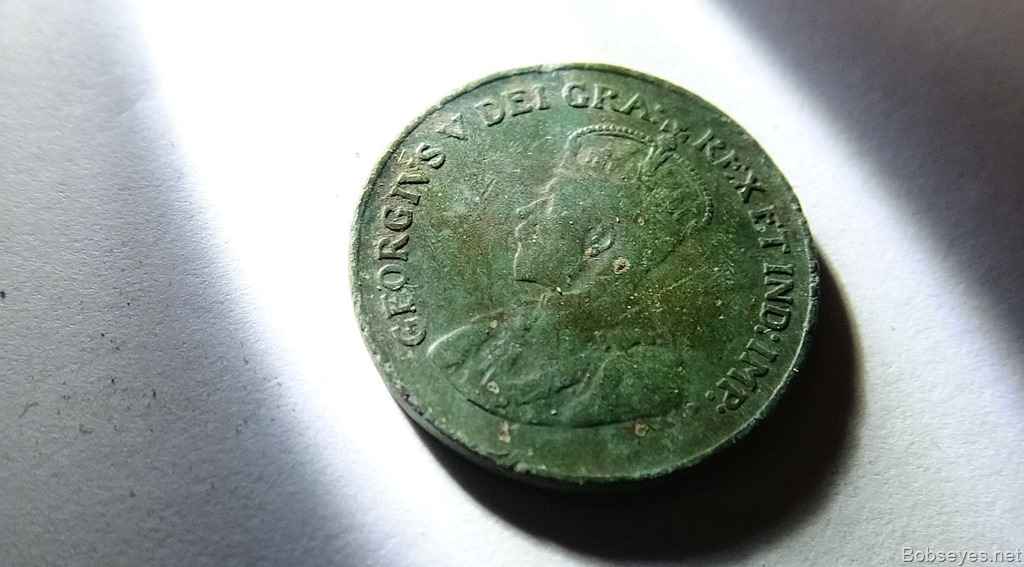 GEORGIVS V DEI GRA: REX ET IND: IMP:
Bobseyes.net